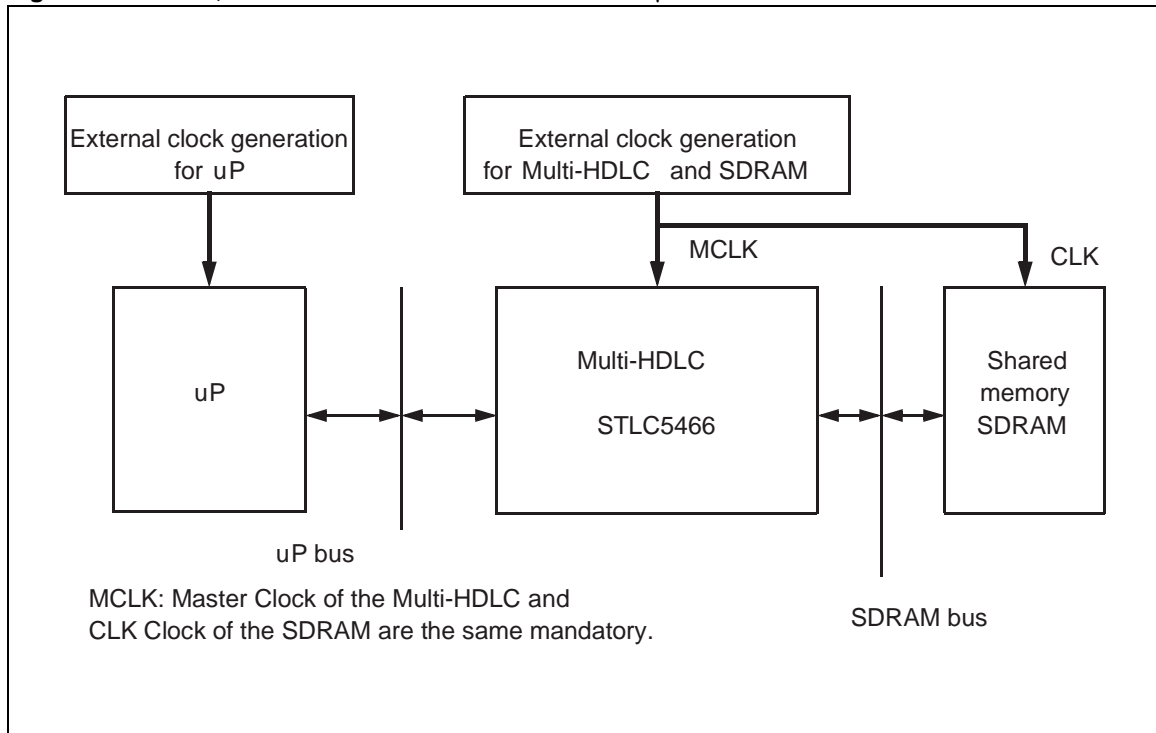 External clock generation
for uP
External clock generation
for Multi-HDLC and SDRAM
MCLK
CLK
uP
Multi-HDLC
STLC5466
Shared
memory
SDRAM
uP bus
MCLK: Master Clock of the Multi-HDLC and
CLK Clock of the SDRAM are the same mandatory.
SDRAM bus